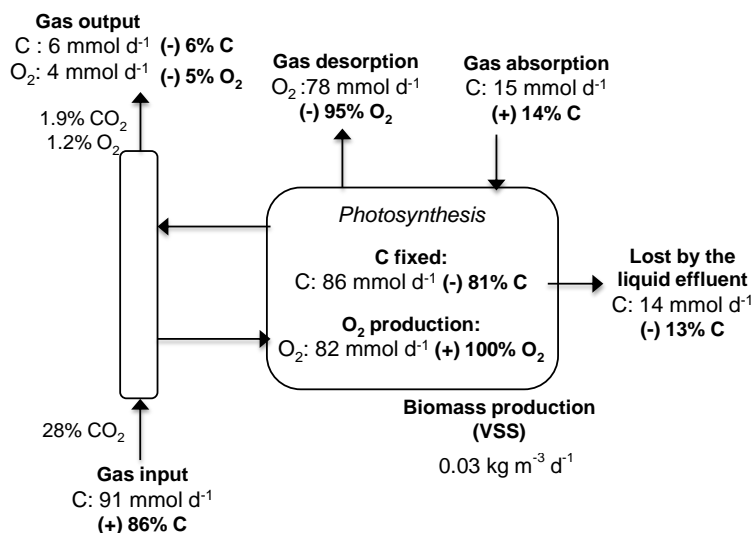 Gas output
C : 6 mmol d⁻¹ (-) 6% C
O₂: 4 mmol d⁻¹ (-) 5% O₂
1.9% CO₂
1.2% O₂
Gas desorption
O₂ :78 mmol d⁻¹
(-) 95% O₂
Gas absorption
C: 15 mmol d⁻¹
(+) 14% C
Photosynthesis
C fixed:
C: 86 mmol d⁻¹ (-) 81% C
O₂ production:
O₂: 82 mmol d⁻¹ (+) 100% O₂
Lost by the
liquid effluent
C: 14 mmol d⁻¹
(-) 13% C
Biomass production
(VSS)
0.03 kg m⁻³ d⁻¹
28% CO₂
Gas input
C: 91 mmol d⁻¹
(+) 86% C